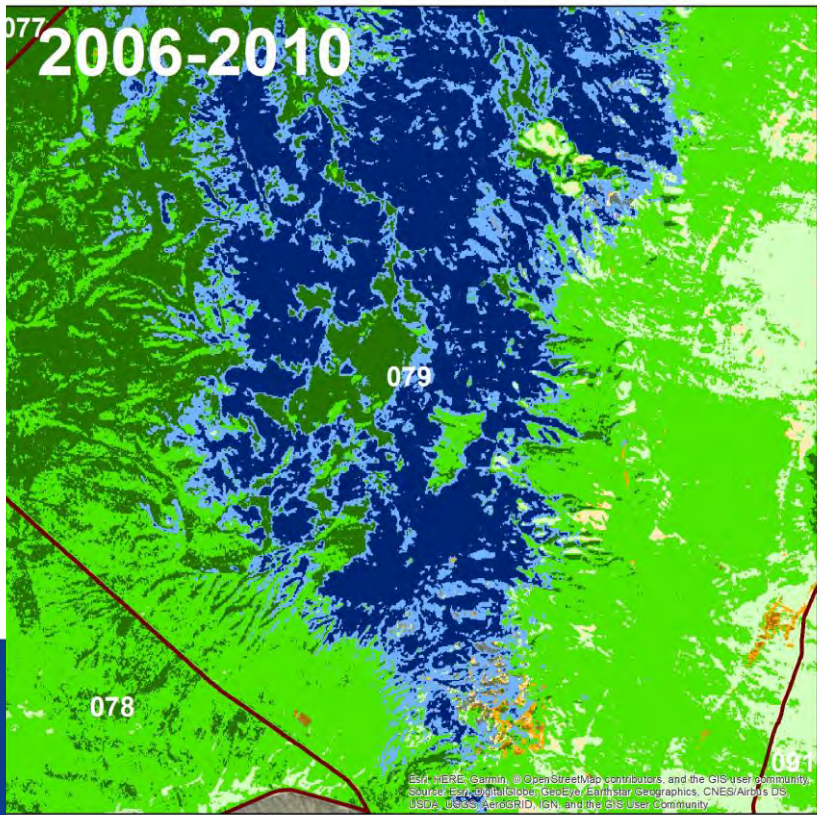 077
2006-2010
079
078
091
Esri, HERE, Garmin, © OpenStreetMap contributors, and the GIS user community,
Source: Esri, DigitalGlobe, GeoEye, Earthstar Geographics, CNES/Airbus DS,
USDA, USGS, AeroGRID, IGN, and the GIS User Community